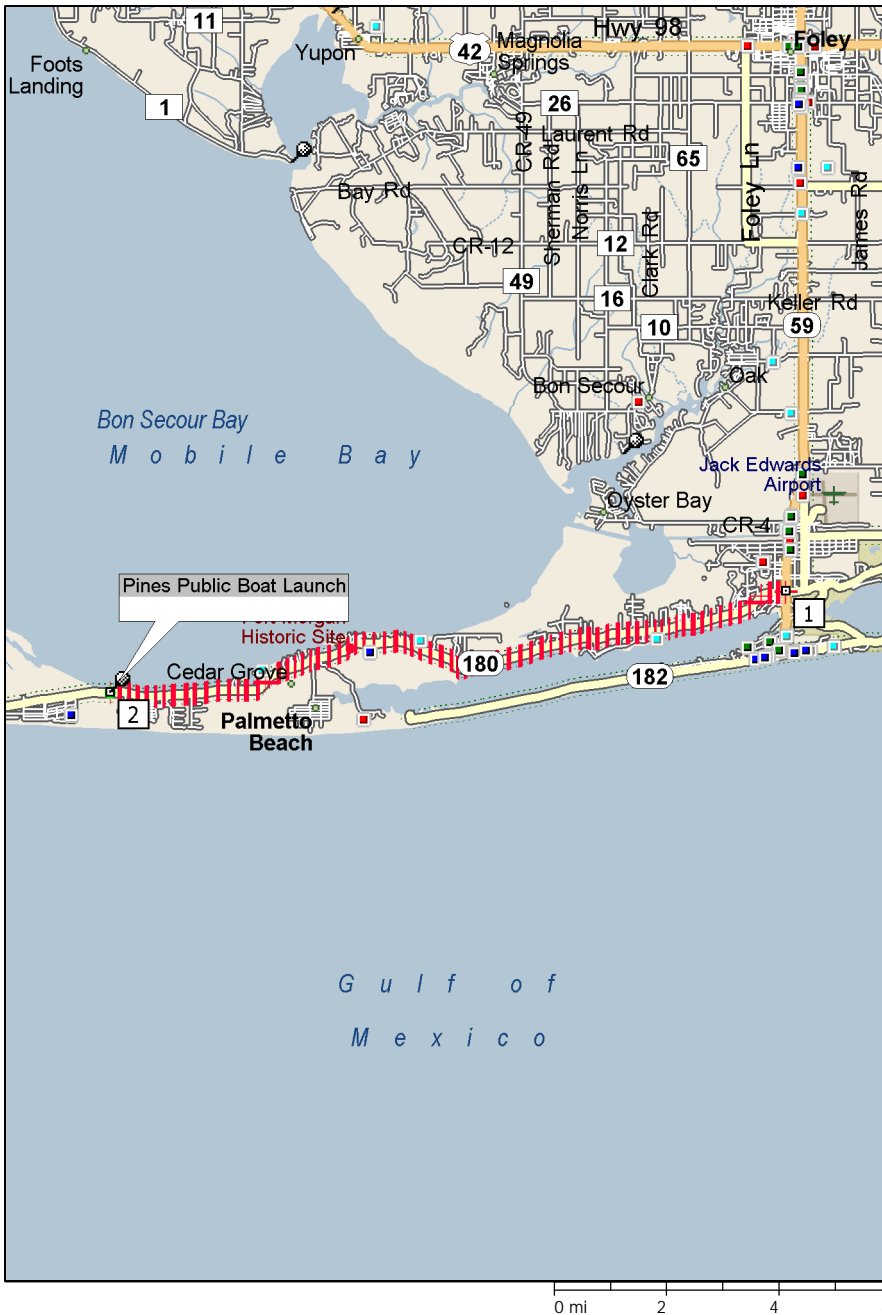 11
Hwy 98
42
Magnolia
Springs
Foley
Yupon
Foots
Landing
1
26
CR-49
Laurent Rd
Sherman Rd
Norris Ln
65
Foley Ln
James Rd
Bay Rd
Clark Rd
CR-12
12
49
16
Keller Rd
10
59
Bon Secour
Oak
Bon Secour Bay
Mobile Bay
Jack Edwards
Airport
Oyster Bay
CR-4
Pines Public Boat Launch
1
Fort Morgan
Historic Site
180
Cedar Grove
182
2
Palmetto
Beach
Gulf of
Mexico
0 mi
2
4